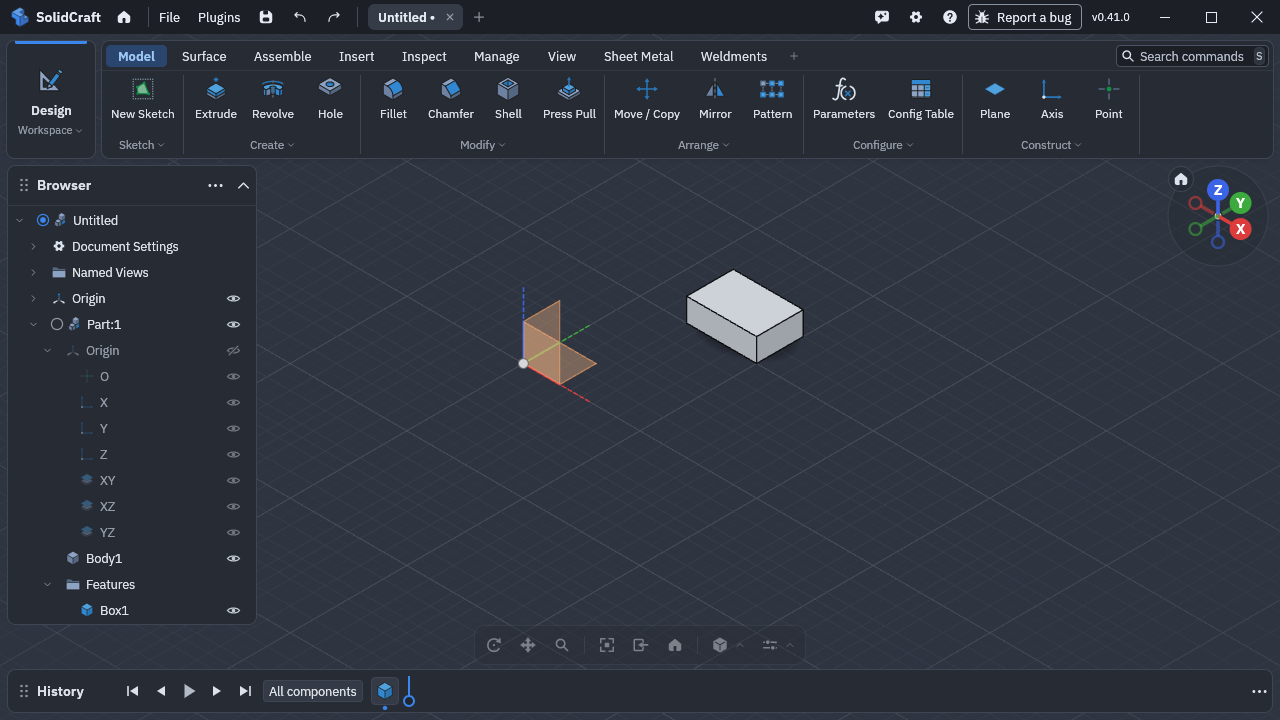 SolidCraft File Plugins Untitled • Report a bug v0.41.0
Model Surface Assemble Insert Inspect Manage View Sheet Metal Weldments Search commands S
Design
Workspace
New Sketch Extrude Revolve Hole Fillet Chamfer Shell Press Pull Move / Copy Mirror Pattern Parameters Config Table Plane Axis Point
Sketch Create Modify Arrange Configure Construct
Browser
Untitled
Document Settings
Named Views
Origin
Part:1
Origin
O
X
Y
Z
XY
XZ
YZ
Body1
Features
Box1
Z
Y
X
History All components